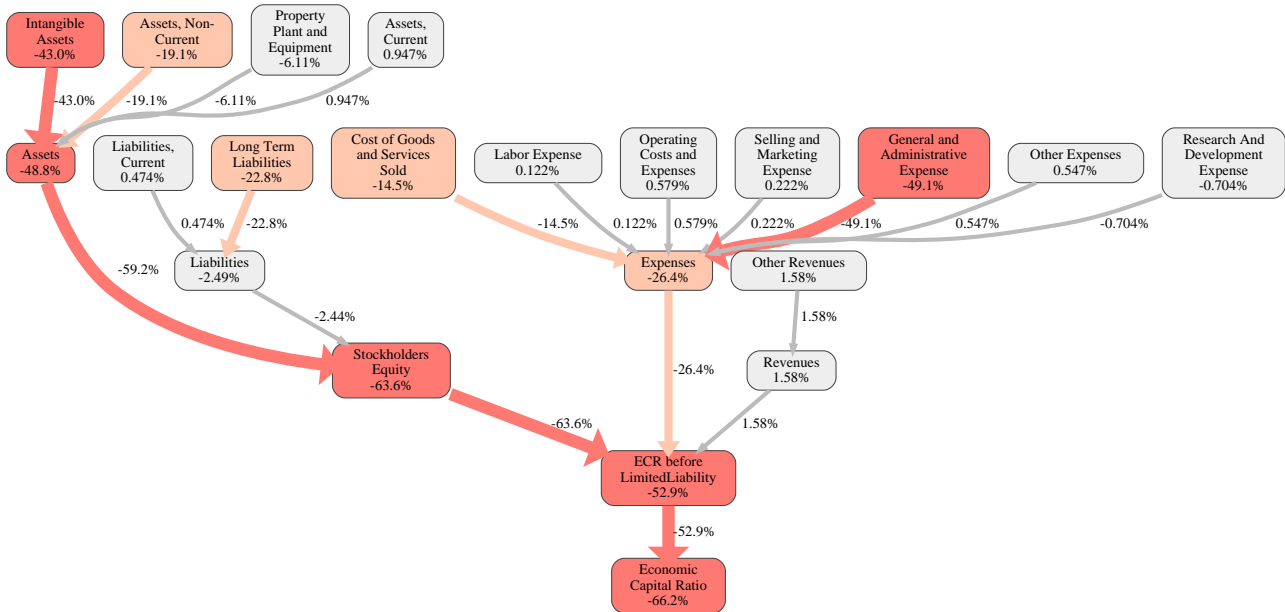 Intangible
Assets
-43.0%
Assets, Non-
Current
-19.1%
Property
Plant and
Equipment
-6.11%
Assets,
Current
0.947%
-43.0%
-19.1%
-6.11%
0.947%
Assets
-48.8%
Liabilities,
Current
0.474%
Long Term
Liabilities
-22.8%
Cost of Goods
and Services
Sold
-14.5%
Labor Expense
0.122%
Operating
Costs and
Expenses
0.579%
Selling and
Marketing
Expense
0.222%
General and
Administrative
Expense
-49.1%
Other Expenses
0.547%
Research And
Development
Expense
-0.704%
0.474%
-22.8%
-14.5%
0.122%
0.579%
0.222%
-49.1%
0.547%
-0.704%
-59.2%
Liabilities
-2.49%
Expenses
-26.4%
Other Revenues
1.58%
-2.44%
1.58%
Stockholders
Equity
-63.6%
-26.4%
Revenues
1.58%
-63.6%
1.58%
ECR before
LimitedLiability
-52.9%
-52.9%
Economic
Capital Ratio
-66.2%